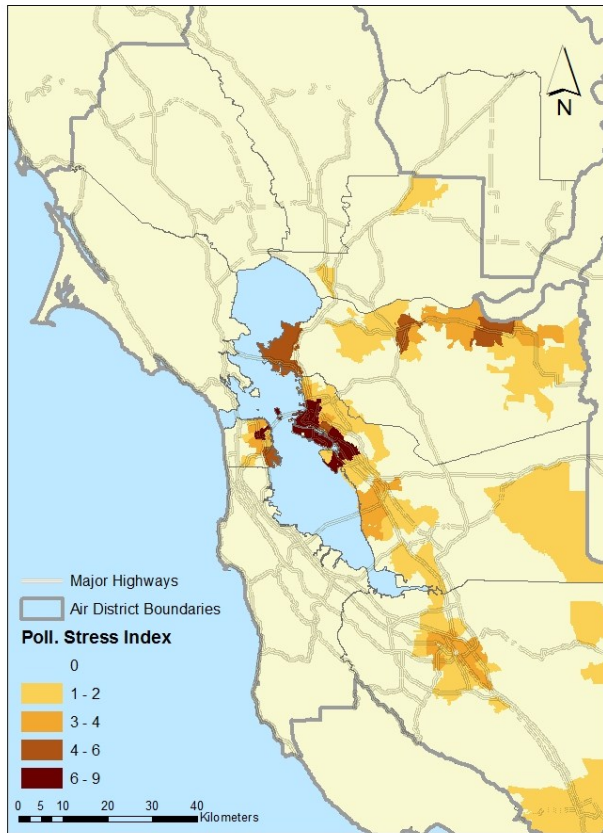 N
Major Highways
Air District Boundaries
Poll. Stress Index
0
1 - 2
3 - 4
4 - 6
6 - 9
0 5 10 20 30 40
Kilometers